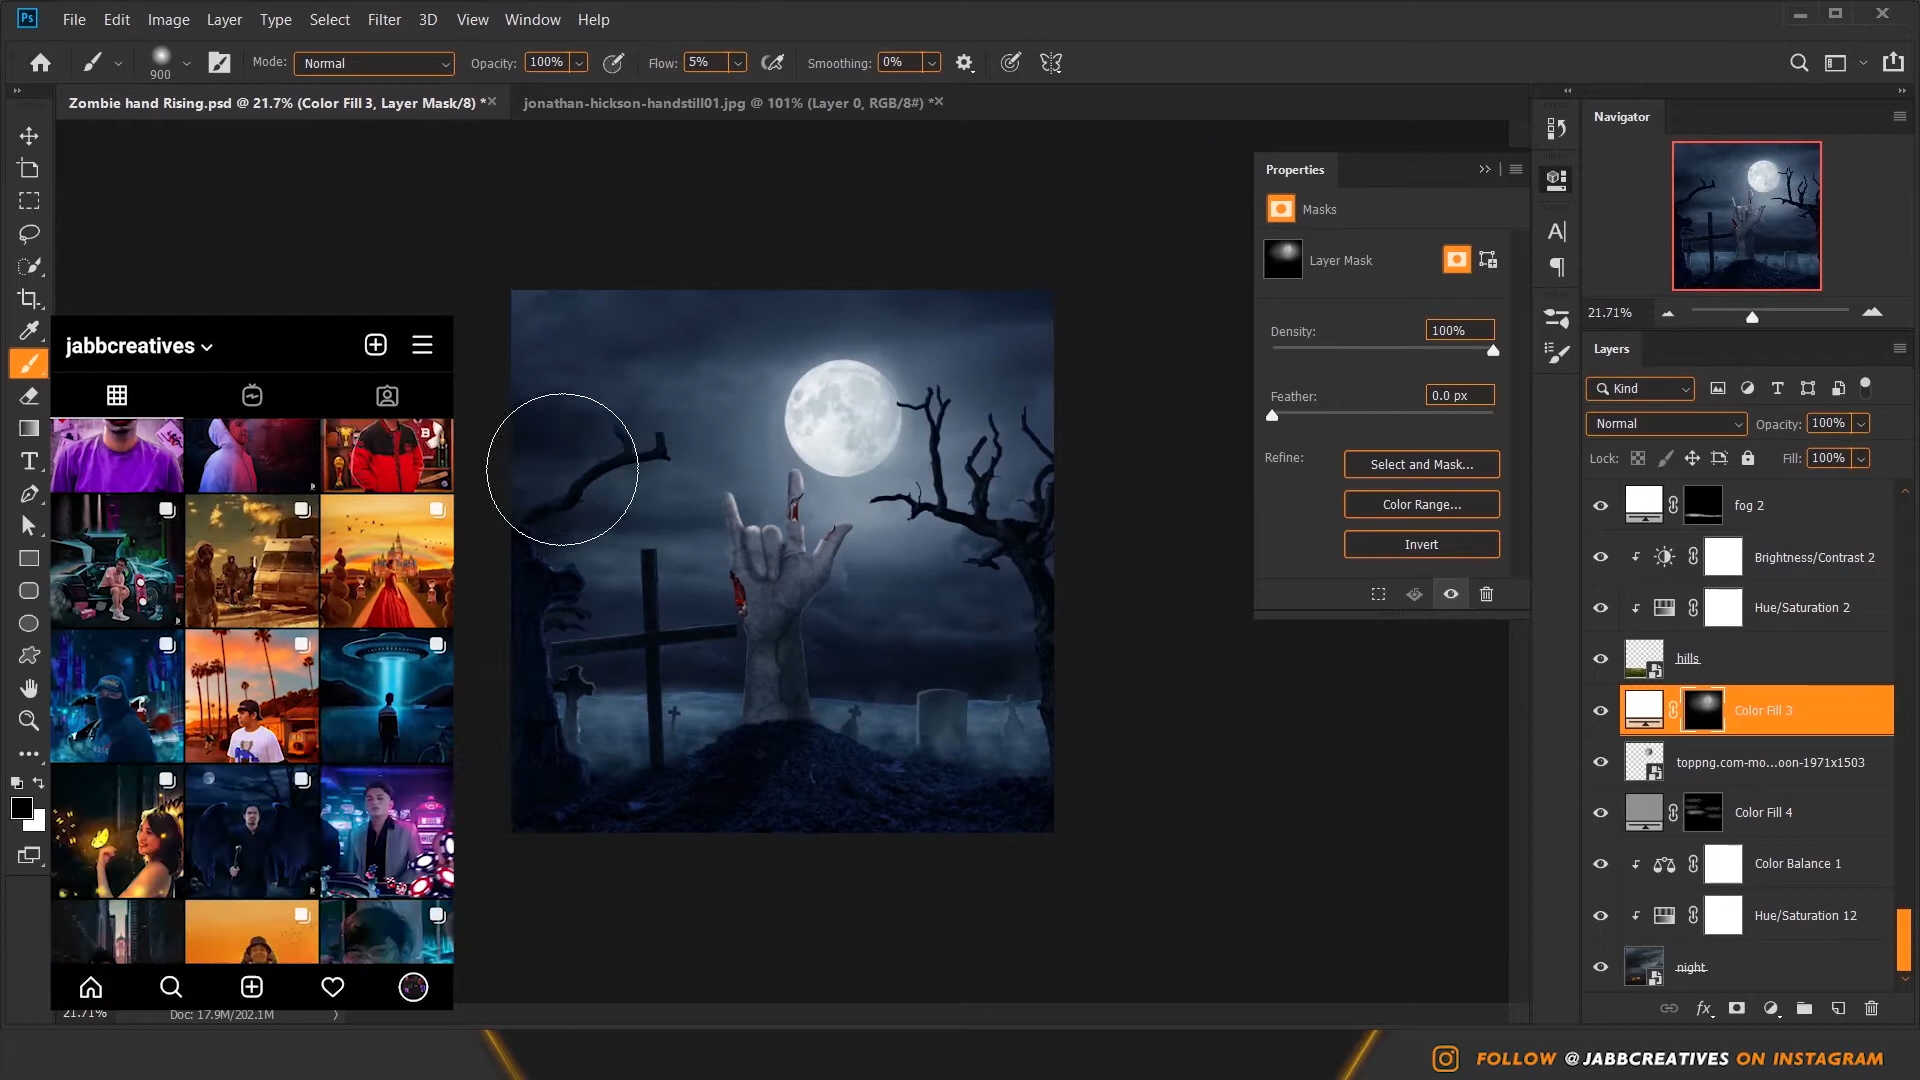 Ps File Edit Image Layer Type Select Filter 3D View Window Help
900 Mode: Normal Opacity: 100% Flow: 5% Smoothing: 0%
Zombie hand Rising.psd @ 21.7% (Color Fill 3, Layer Mask/8) * jonathan-hickson-handstill01.jpg @ 101% (Layer 0, RGB/8#) *
Navigator
21.71%
Properties
Masks
Layer Mask
Density: 100%
Feather: 0.0 px
Refine: Select and Mask...
Color Range...
Invert
jabbcreatives
Layers
Kind
Normal Opacity: 100%
Lock: Fill: 100%
fog 2
Brightness/Contrast 2
Hue/Saturation 2
hills
Color Fill 3
toppng.com-mo...oon-1971x1503
Color Fill 4
Color Balance 1
Hue/Saturation 12
night
21.71% Doc: 17.9M/202.1M
FOLLOW @JABBCREATIVES ON INSTAGRAM